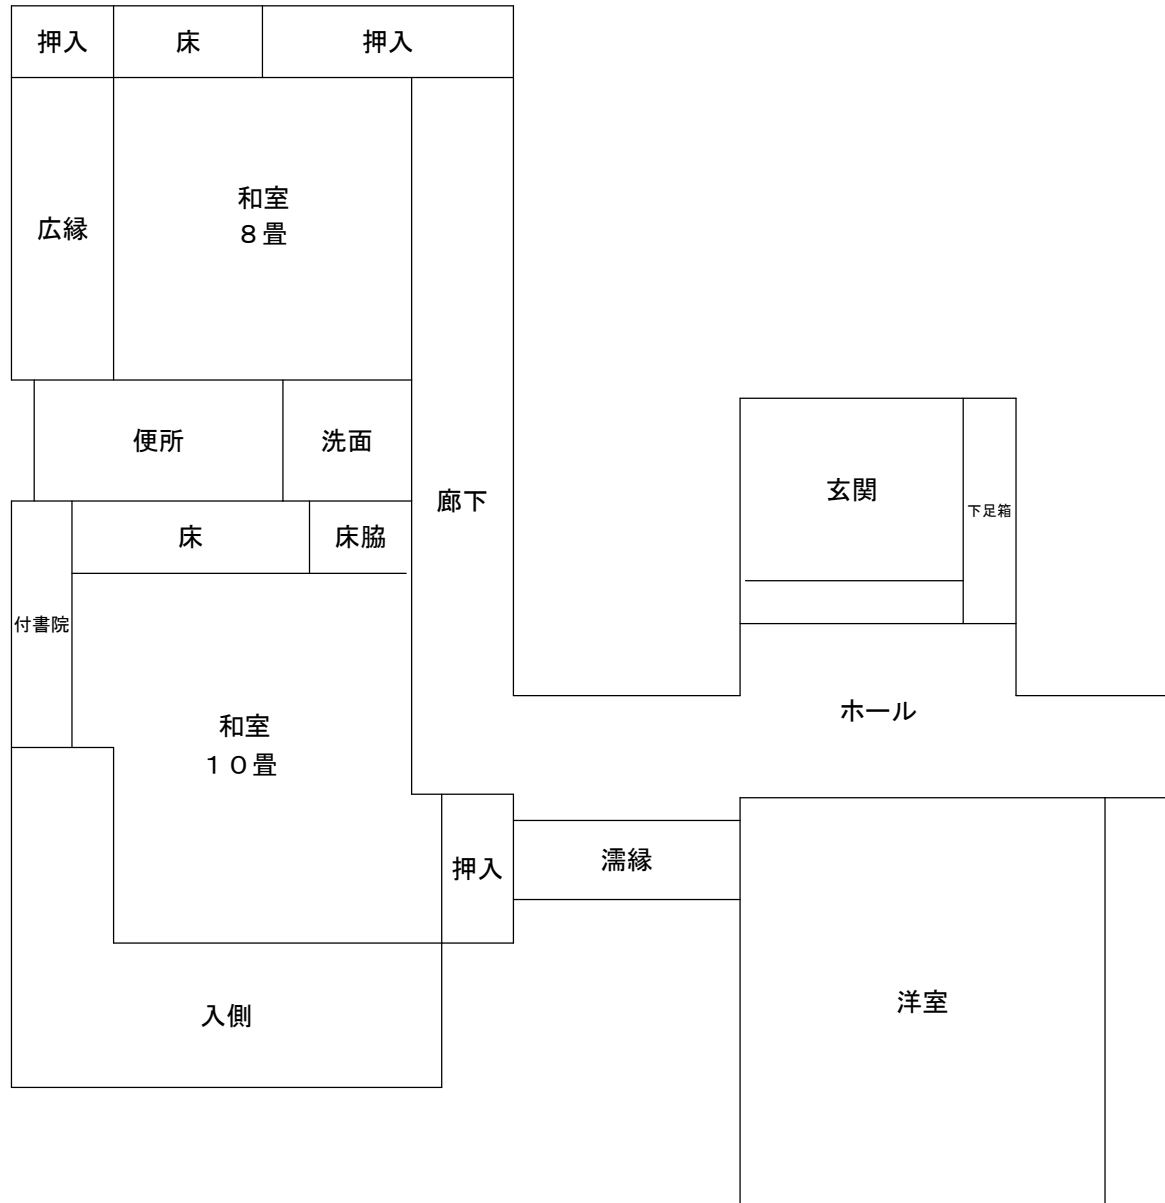 押入
床
押入
広縁
和室
８畳
便所
洗面
廊下
玄関
下足箱
床
床脇
付書院
和室
１０畳
ホール
押入
濡縁
入側
洋室